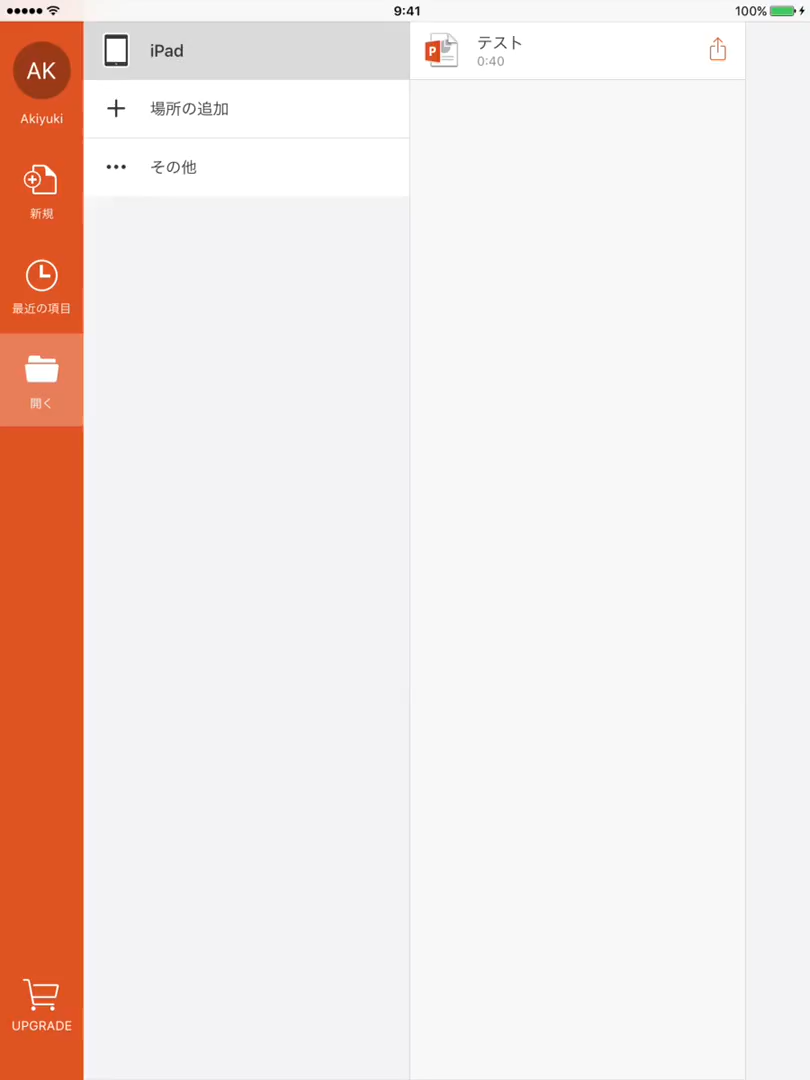 9:41
100%
AK
Akiyuki
新規
最近の項目
開く
UPGRADE
iPad
場所の追加
その他
P
テスト
0:40